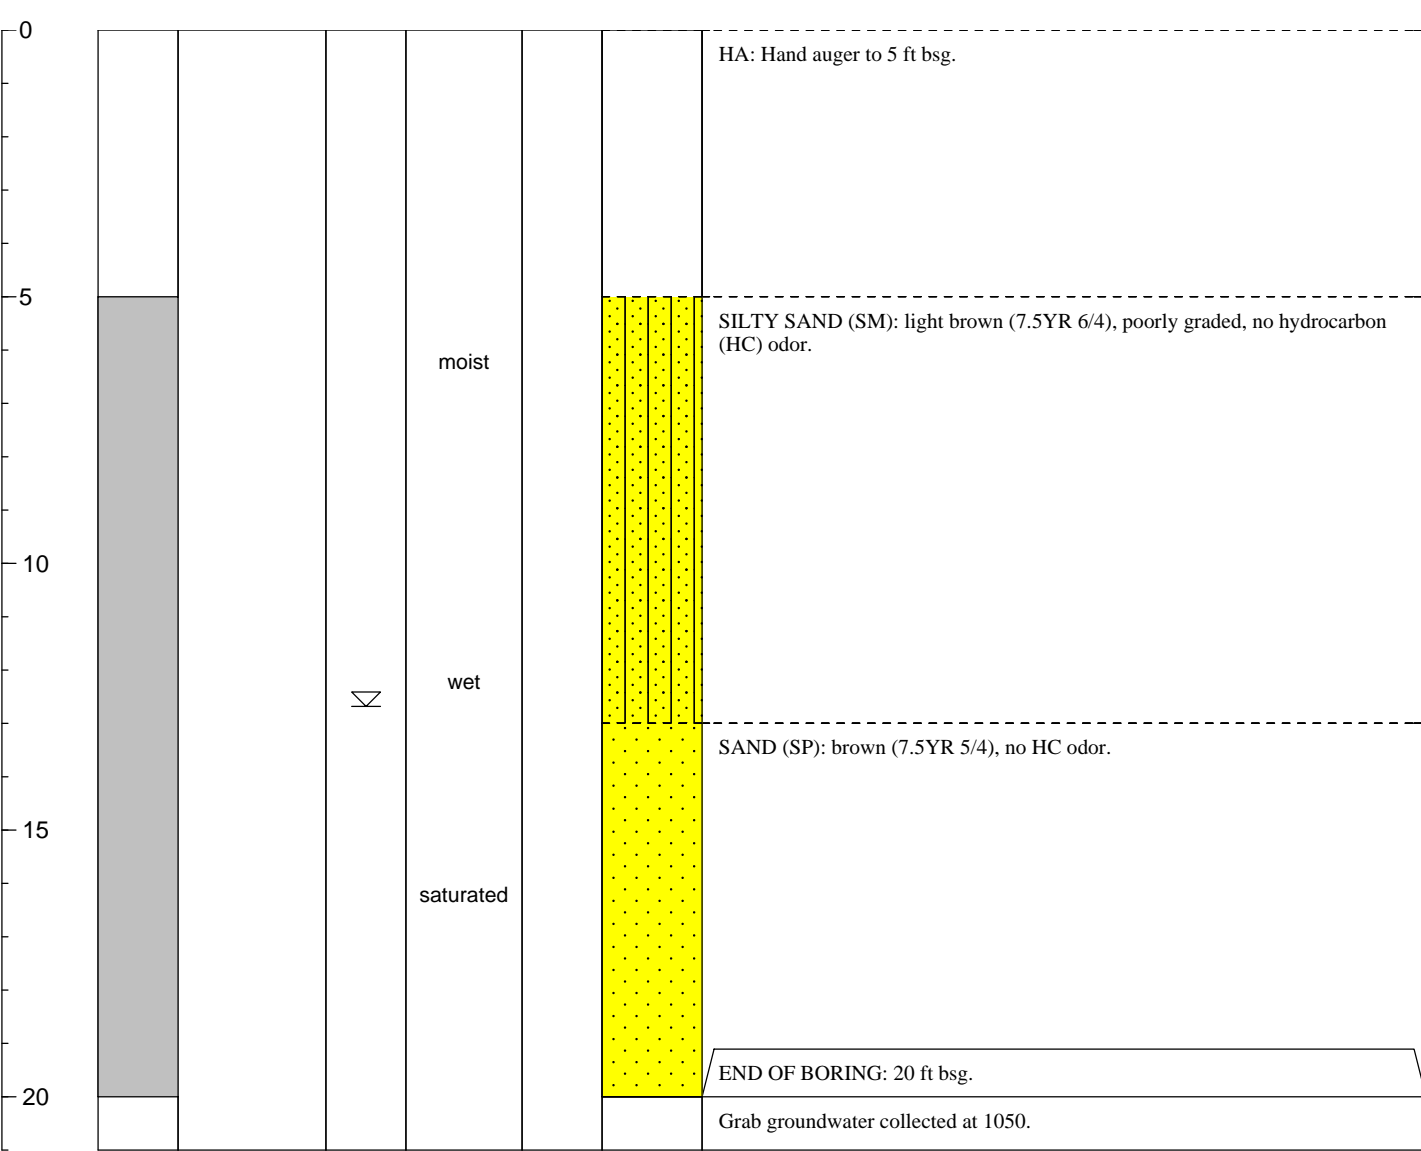 0
HA: Hand auger to 5 ft bsg.
5
SILTY SAND (SM): light brown (7.5YR 6/4), poorly graded, no hydrocarbon
(HC) odor.
moist
10
wet
SAND (SP): brown (7.5YR 5/4), no HC odor.
15
saturated
END OF BORING: 20 ft bsg.
20
Grab groundwater collected at 1050.